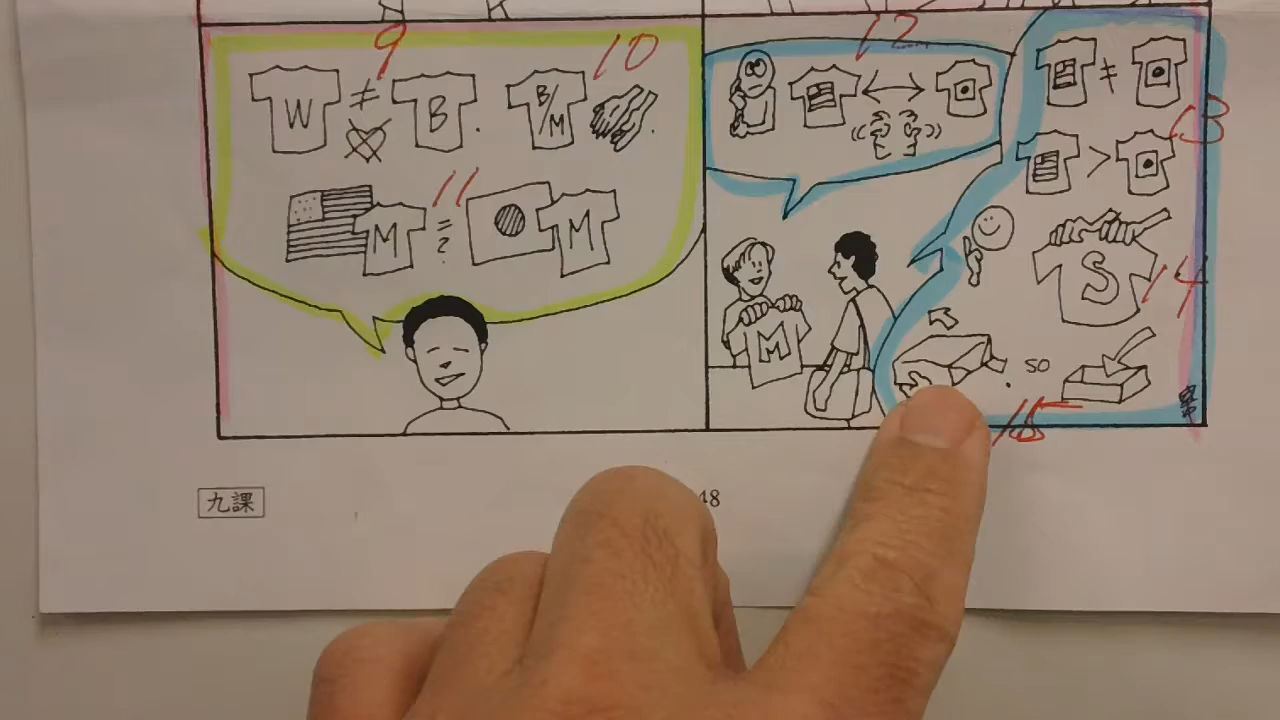 9
W ≠ B.
10
B/M
11
M = ? M
12
M
13
≠
>
14
S
15
so
九課
48